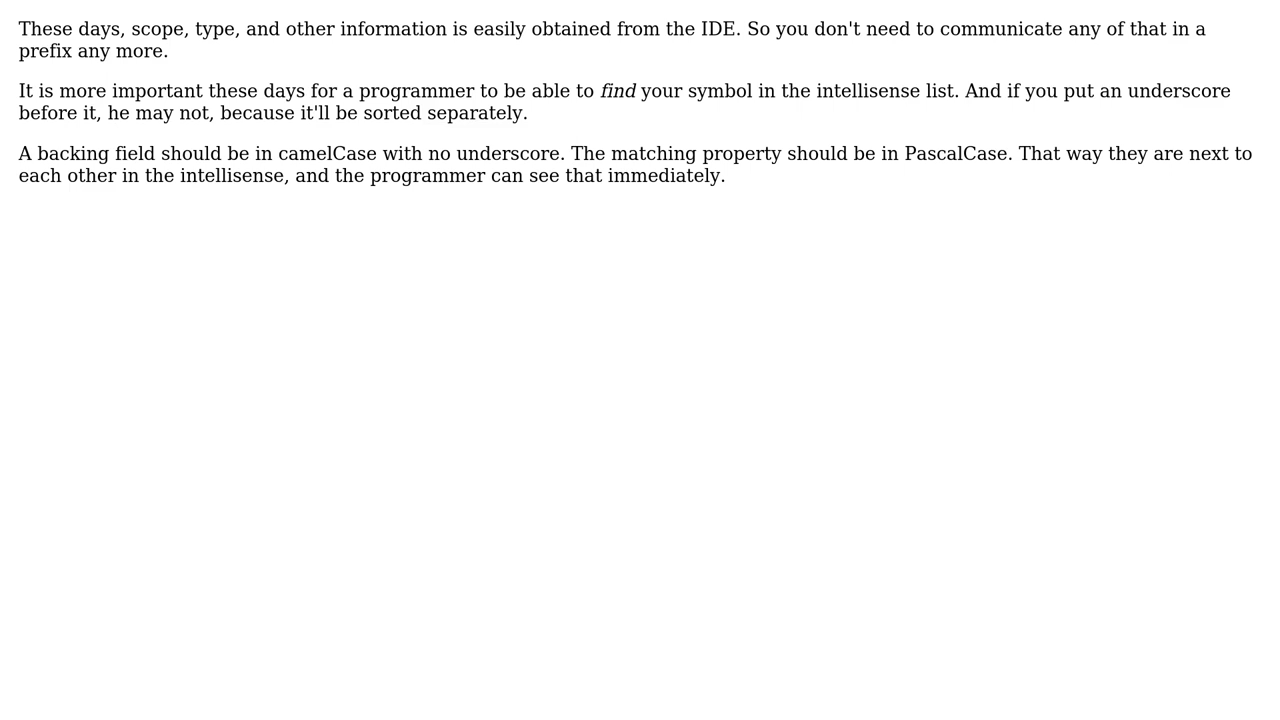 These days, scope, type, and other information is easily obtained from the IDE. So you don't need to communicate any of that in a
prefix any more.
It is more important these days for a programmer to be able to find your symbol in the intellisense list. And if you put an underscore
before it, he may not, because it'll be sorted separately.
A backing field should be in camelCase with no underscore. The matching property should be in PascalCase. That way they are next to
each other in the intellisense, and the programmer can see that immediately.